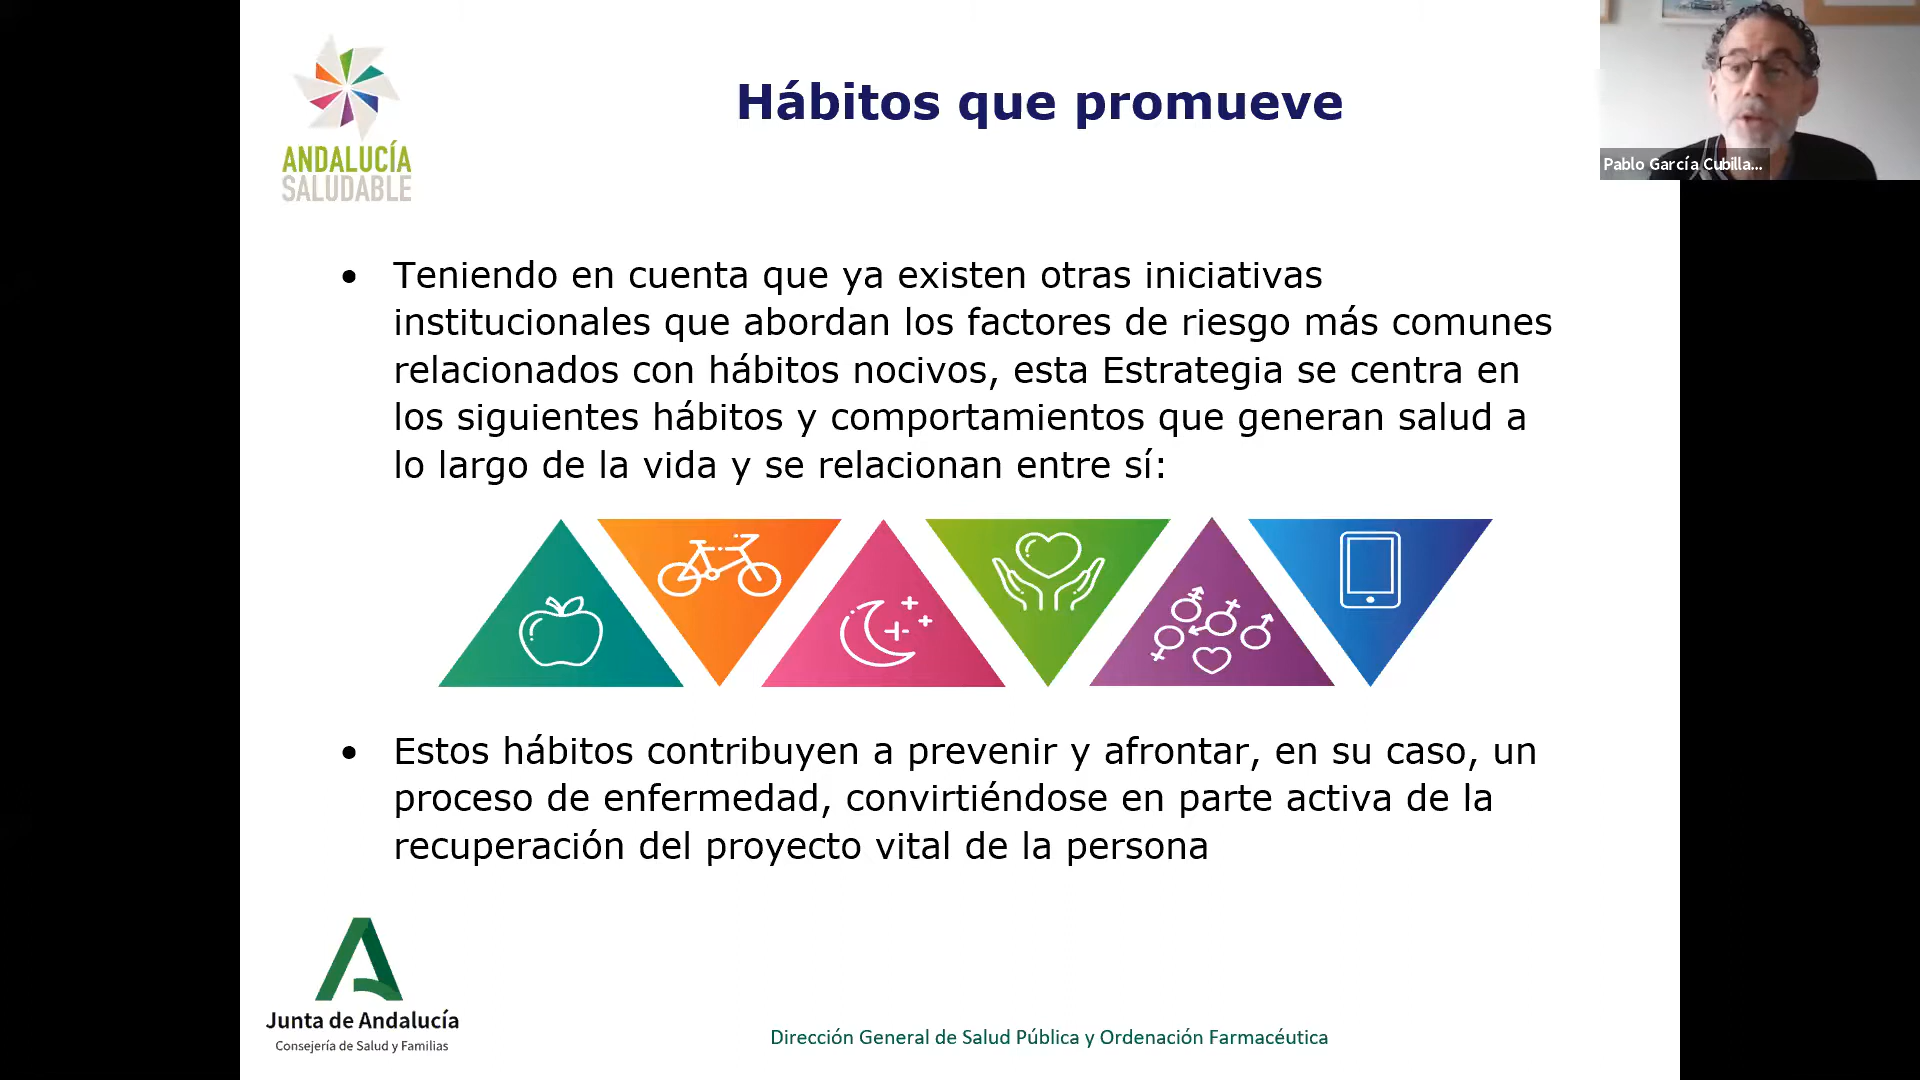 Hábitos que promueve
ANDALUCÍA
SALUDABLE
Pablo García Cubilla...
• Teniendo en cuenta que ya existen otras iniciativas
institucionales que abordan los factores de riesgo más comunes
relacionados con hábitos nocivos, esta Estrategia se centra en
los siguientes hábitos y comportamientos que generan salud a
lo largo de la vida y se relacionan entre sí:
• Estos hábitos contribuyen a prevenir y afrontar, en su caso, un
proceso de enfermedad, convirtiéndose en parte activa de la
recuperación del proyecto vital de la persona
Junta de Andalucía
Consejería de Salud y Familias
Dirección General de Salud Pública y Ordenación Farmacéutica